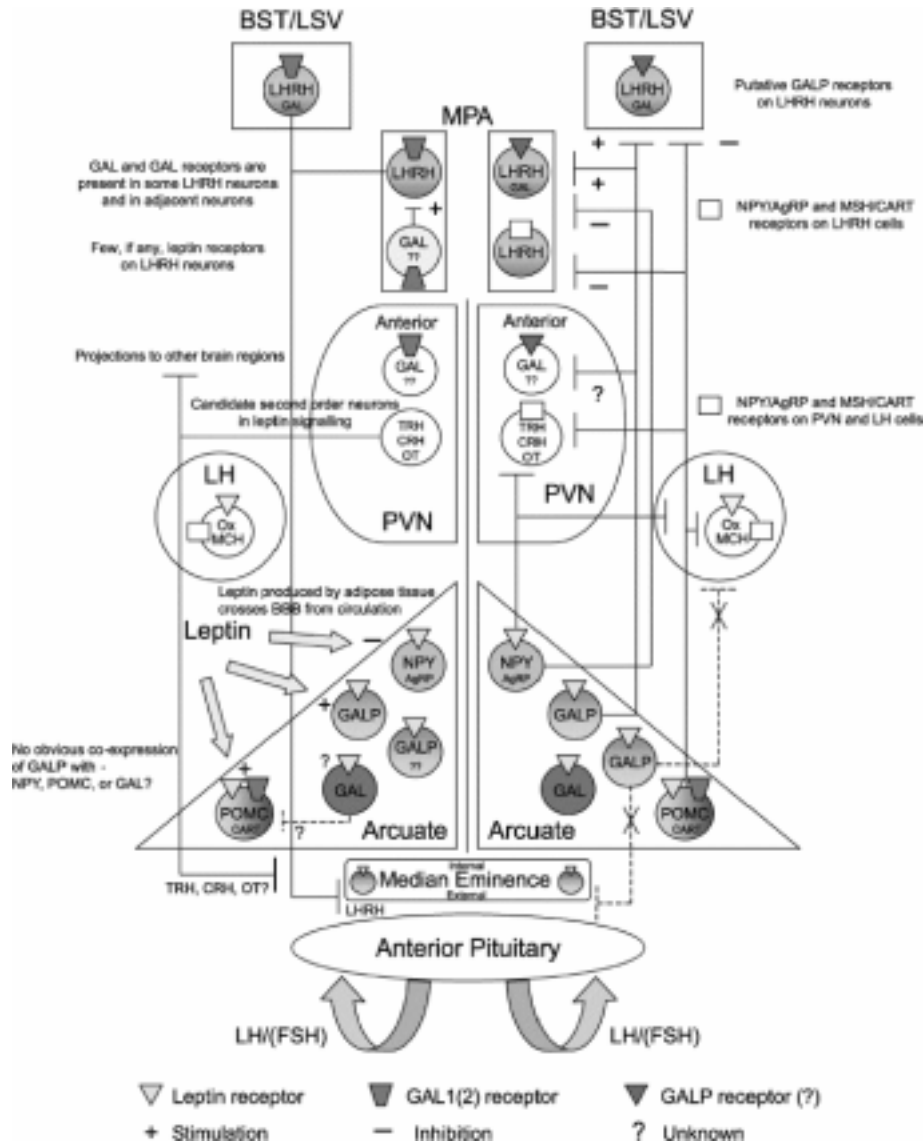 BST/LSV
BST/LSV
LHRH
GAL
LHRH
GAL
Putative GALP receptors
on LHRH neurons
MPA
GAL and GAL receptors are
present in some LHRH neurons
and in adjacent neurons
LHRH
+
LHRH
GAL
+
–
+
–
NPY/AgRP and MSH/CART
receptors on LHRH cells
Few, if any, leptin receptors
on LHRH neurons
GAL
??
LHRH
–
Anterior
Anterior
Projections to other brain regions
GAL
??
GAL
??
?
Candidate second order neurons
in leptin signalling
TRH
CRH
OT
TRH
CRH
OT
NPY/AgRP and MSH/CART
receptors on PVN and LH cells
LH
LH
PVN
PVN
Ox
MCH
Ox
MCH
Leptin produced by adipose tissue
crosses BBB from circulation
Leptin
–
NPY
AgRP
NPY
AgRP
+
GALP
GALP
No obvious co-expression
of GALP with -
NPY, POMC, or GAL?
GALP
??
GALP
+
?
GAL
GAL
POMC
CART
?
POMC
CART
Arcuate
Arcuate
Internal
Median Eminence
External
TRH, CRH, OT?
LHRH
Anterior Pituitary
LH/(FSH)
LH/(FSH)
Leptin receptor
GAL1(2) receptor
GALP receptor (?)
+ Stimulation
– Inhibition
? Unknown